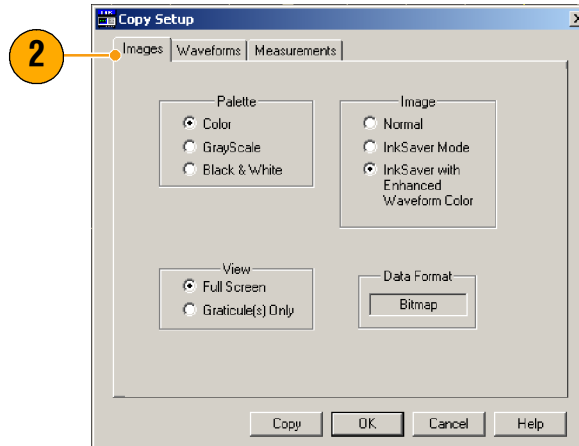 Copy Setup
2
Images Waveforms Measurements
Palette
Color
GrayScale
Black & White
Image
Normal
InkSaver Mode
InkSaver with
Enhanced
Waveform Color
View
Full Screen
Graticule(s) Only
Data Format
Bitmap
Copy OK Cancel Help